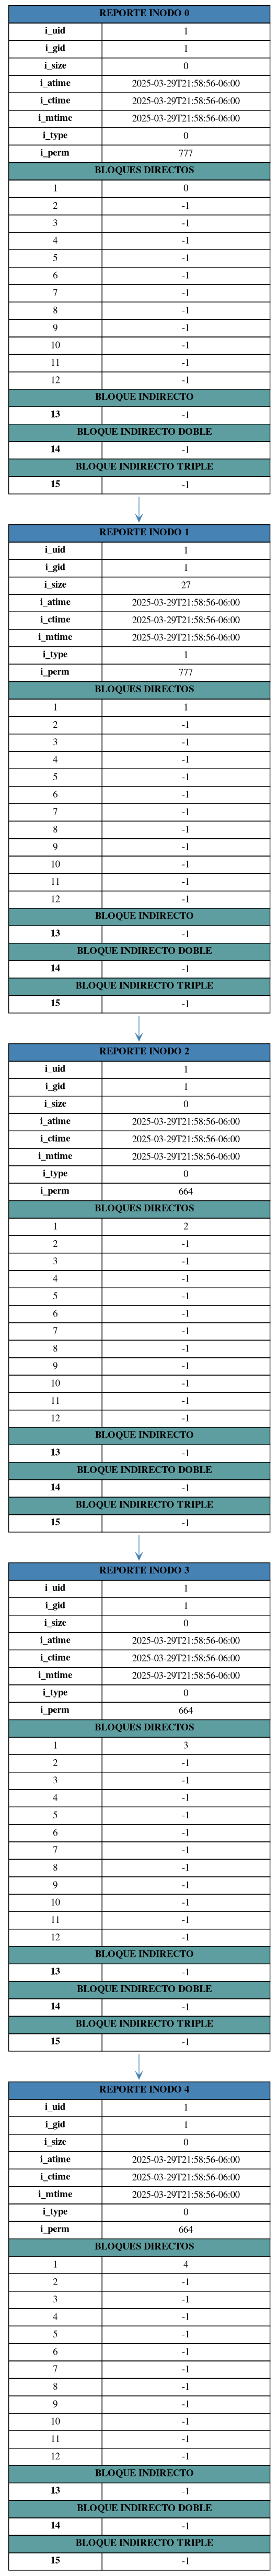 REPORTE INODO 0
i_uid 1
i_gid 1
i_size 0
i_atime 2025-03-29T21:58:56-06:00
i_ctime 2025-03-29T21:58:56-06:00
i_mtime 2025-03-29T21:58:56-06:00
i_type 0
i_perm 777
BLOQUES DIRECTOS
1 0
2 -1
3 -1
4 -1
5 -1
6 -1
7 -1
8 -1
9 -1
10 -1
11 -1
12 -1
BLOQUE INDIRECTO
13 -1
BLOQUE INDIRECTO DOBLE
14 -1
BLOQUE INDIRECTO TRIPLE
15 -1
REPORTE INODO 1
i_uid 1
i_gid 1
i_size 27
i_atime 2025-03-29T21:58:56-06:00
i_ctime 2025-03-29T21:58:56-06:00
i_mtime 2025-03-29T21:58:56-06:00
i_type 1
i_perm 777
BLOQUES DIRECTOS
1 1
2 -1
3 -1
4 -1
5 -1
6 -1
7 -1
8 -1
9 -1
10 -1
11 -1
12 -1
BLOQUE INDIRECTO
13 -1
BLOQUE INDIRECTO DOBLE
14 -1
BLOQUE INDIRECTO TRIPLE
15 -1
REPORTE INODO 2
i_uid 1
i_gid 1
i_size 0
i_atime 2025-03-29T21:58:56-06:00
i_ctime 2025-03-29T21:58:56-06:00
i_mtime 2025-03-29T21:58:56-06:00
i_type 0
i_perm 664
BLOQUES DIRECTOS
1 2
2 -1
3 -1
4 -1
5 -1
6 -1
7 -1
8 -1
9 -1
10 -1
11 -1
12 -1
BLOQUE INDIRECTO
13 -1
BLOQUE INDIRECTO DOBLE
14 -1
BLOQUE INDIRECTO TRIPLE
15 -1
REPORTE INODO 3
i_uid 1
i_gid 1
i_size 0
i_atime 2025-03-29T21:58:56-06:00
i_ctime 2025-03-29T21:58:56-06:00
i_mtime 2025-03-29T21:58:56-06:00
i_type 0
i_perm 664
BLOQUES DIRECTOS
1 3
2 -1
3 -1
4 -1
5 -1
6 -1
7 -1
8 -1
9 -1
10 -1
11 -1
12 -1
BLOQUE INDIRECTO
13 -1
BLOQUE INDIRECTO DOBLE
14 -1
BLOQUE INDIRECTO TRIPLE
15 -1
REPORTE INODO 4
i_uid 1
i_gid 1
i_size 0
i_atime 2025-03-29T21:58:56-06:00
i_ctime 2025-03-29T21:58:56-06:00
i_mtime 2025-03-29T21:58:56-06:00
i_type 0
i_perm 664
BLOQUES DIRECTOS
1 4
2 -1
3 -1
4 -1
5 -1
6 -1
7 -1
8 -1
9 -1
10 -1
11 -1
12 -1
BLOQUE INDIRECTO
13 -1
BLOQUE INDIRECTO DOBLE
14 -1
BLOQUE INDIRECTO TRIPLE
15 -1